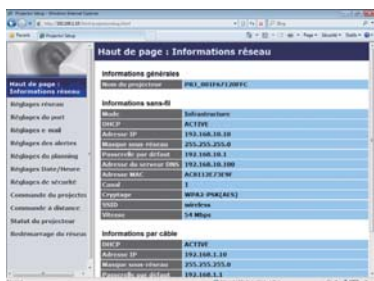 Projector Setup - Windows Internet Explorer
Haut de page : Informations réseau
Haut de page :
Informations réseau
Réglages réseau
Réglages du port
Réglages e-mail
Réglages des alertes
Réglages du planning
Réglages Date/Heure
Réglages de sécurité
Commande du projecteur
Commande à distance
Statut du projecteur
Redémarrage du réseau
Informations générales
Nom du projecteur
Informations sans-fil
Mode Infrastructure
DHCP ACTIVE
Adresse IP 192.168.10.10
Masque sous-réseau 255.255.255.0
Passerelle par défaut 192.168.10.1
Adresse du serveur DNS 192.168.10.100
Adresse MAC
Canal 1
Cryptage WPA2-PSK(AES)
SSID wireless
Vitesse 54 Mbps
Informations par câble
DHCP ACTIVE
Adresse IP 192.168.1.10
Masque sous-réseau 255.255.255.0
Passerelle par défaut 192.168.1.1